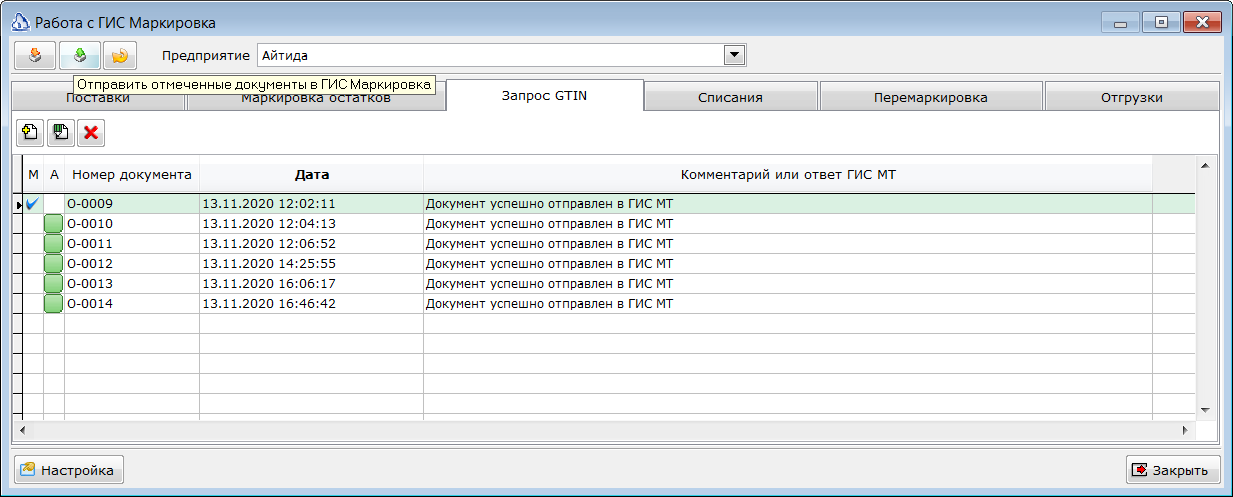 Работа с ГИС Маркировка
Предприятие Айтида
Отправить отмеченные документы в ГИС Маркировка
Поставки Маркировка остатков Запрос GTIN Списания Перемаркировка Отгрузки
М А Номер документа Дата Комментарий или ответ ГИС МТ
О-0009 13.11.2020 12:02:11 Документ успешно отправлен в ГИС МТ
О-0010 13.11.2020 12:04:13 Документ успешно отправлен в ГИС МТ
О-0011 13.11.2020 12:06:52 Документ успешно отправлен в ГИС МТ
О-0012 13.11.2020 14:25:55 Документ успешно отправлен в ГИС МТ
О-0013 13.11.2020 16:06:17 Документ успешно отправлен в ГИС МТ
О-0014 13.11.2020 16:46:42 Документ успешно отправлен в ГИС МТ
Настройка Закрыть